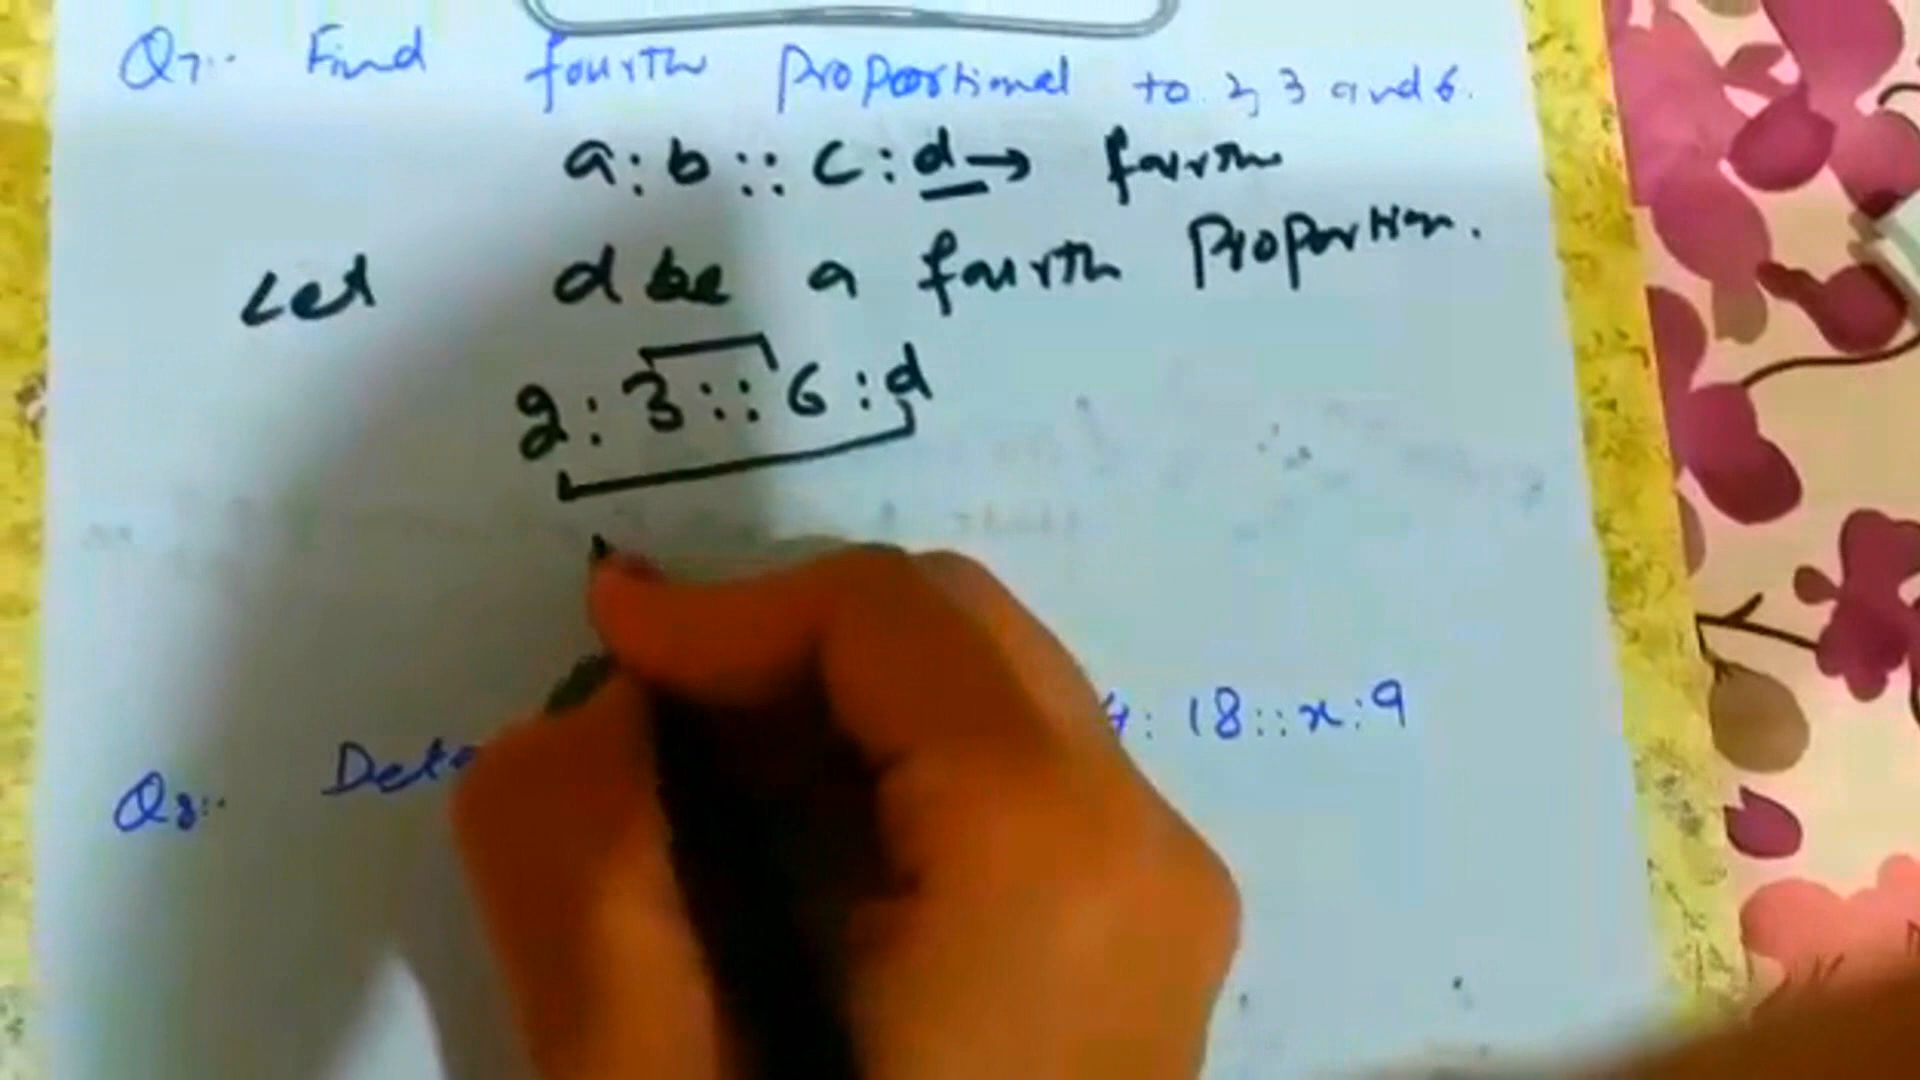 Q7:- Find fourth proportional to 2, 3 and 6.
a : b :: c : d → fourth
Let d be a fourth Proportion.
2 : 3 :: 6 : d
Q8:- : 18 :: x : 9